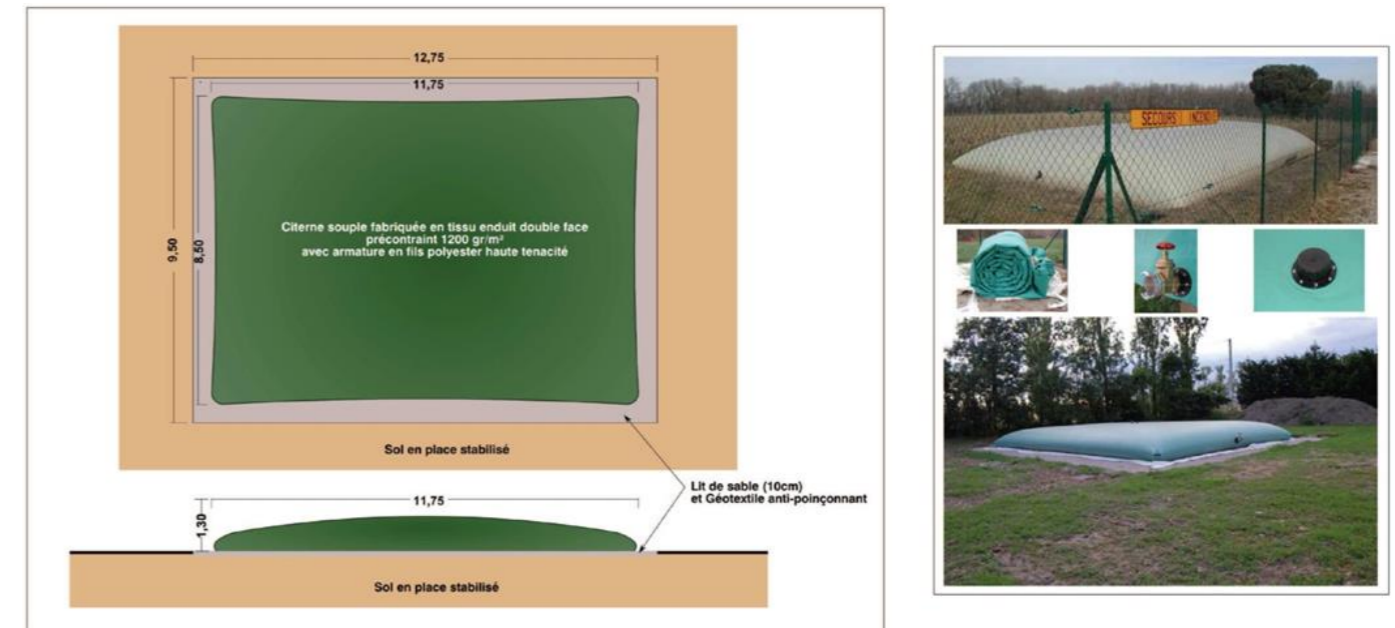 12,75
11,75
9,50
8,50
Citerne souple fabriquée en tissu enduit double face
précontraint 1200 gr/m²
avec armature en fils polyester haute tenacité
Sol en place stabilisé
Lit de sable (10cm)
et Géotextile anti-poinçonnant
11,75
1,30
Sol en place stabilisé
SECOURS INCENDIE